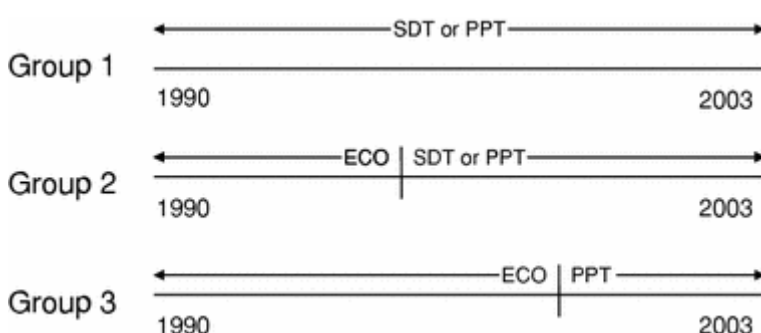 SDT or PPT
Group 1
1990 2003
ECO SDT or PPT
Group 2
1990 2003
ECO PPT
Group 3
1990 2003